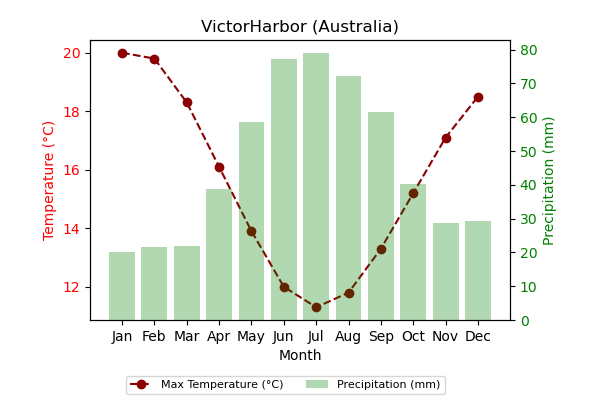 VictorHarbor (Australia)
20
18
16
14
12
Temperature (°C)
80
70
60
50
40
30
20
10
0
Precipitation (mm)
Jan Feb Mar Apr May Jun Jul Aug Sep Oct Nov Dec
Month
Max Temperature (°C) Precipitation (mm)